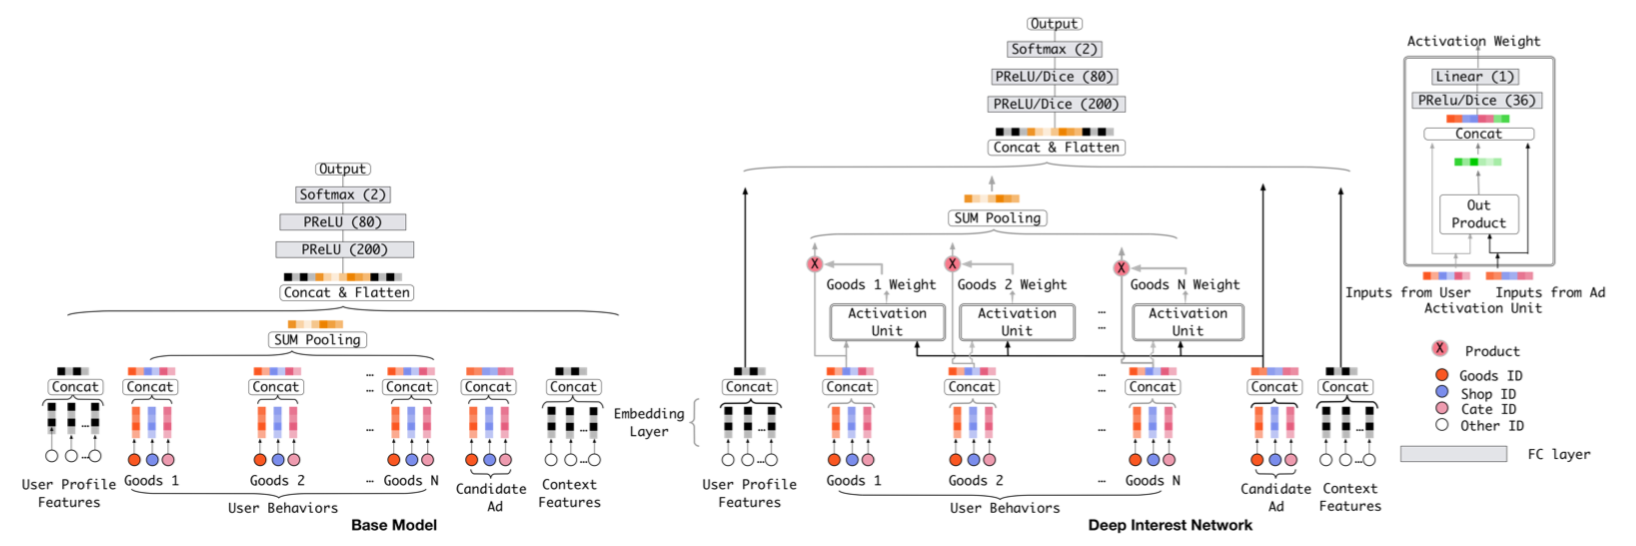 Output
Softmax (2)
PReLU (80)
PReLU (200)
Concat & Flatten
SUM Pooling
Concat
Concat
Concat
...
...
Concat
Concat
Concat
...
...
...
User Profile
Features
Goods 1
Goods 2
... Goods N
User Behaviors
Candidate
Ad
Context
Features
Base Model
Embedding
Layer
Output
Softmax (2)
PReLU/Dice (80)
PReLU/Dice (200)
Concat & Flatten
SUM Pooling
X
X
X
Goods 1 Weight
Goods 2 Weight
Goods N Weight
Activation
Unit
Activation
Unit
...
...
Activation
Unit
Concat
Concat
Concat
...
...
Concat
Concat
Concat
...
...
...
User Profile
Features
Goods 1
Goods 2
... Goods N
User Behaviors
Candidate
Ad
Context
Features
Deep Interest Network
Activation Weight
Linear (1)
PRelu/Dice (36)
Concat
Out
Product
Inputs from User
Inputs from Ad
Activation Unit
X Product
Goods ID
Shop ID
Cate ID
Other ID
FC layer